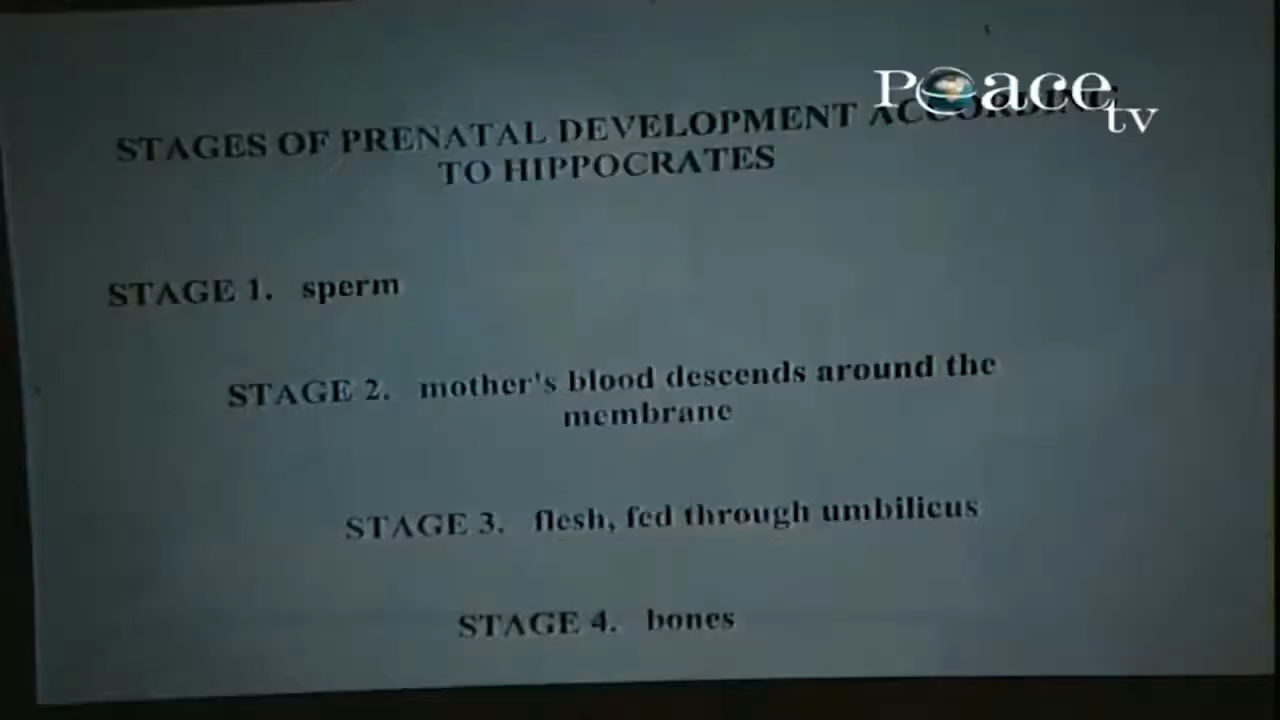 Peace tv
STAGES OF PRENATAL DEVELOPMENT ACCORDING
TO HIPPOCRATES
STAGE 1. sperm
STAGE 2. mother's blood descends around the
membrane
STAGE 3. flesh, fed through umbilicus
STAGE 4. bones